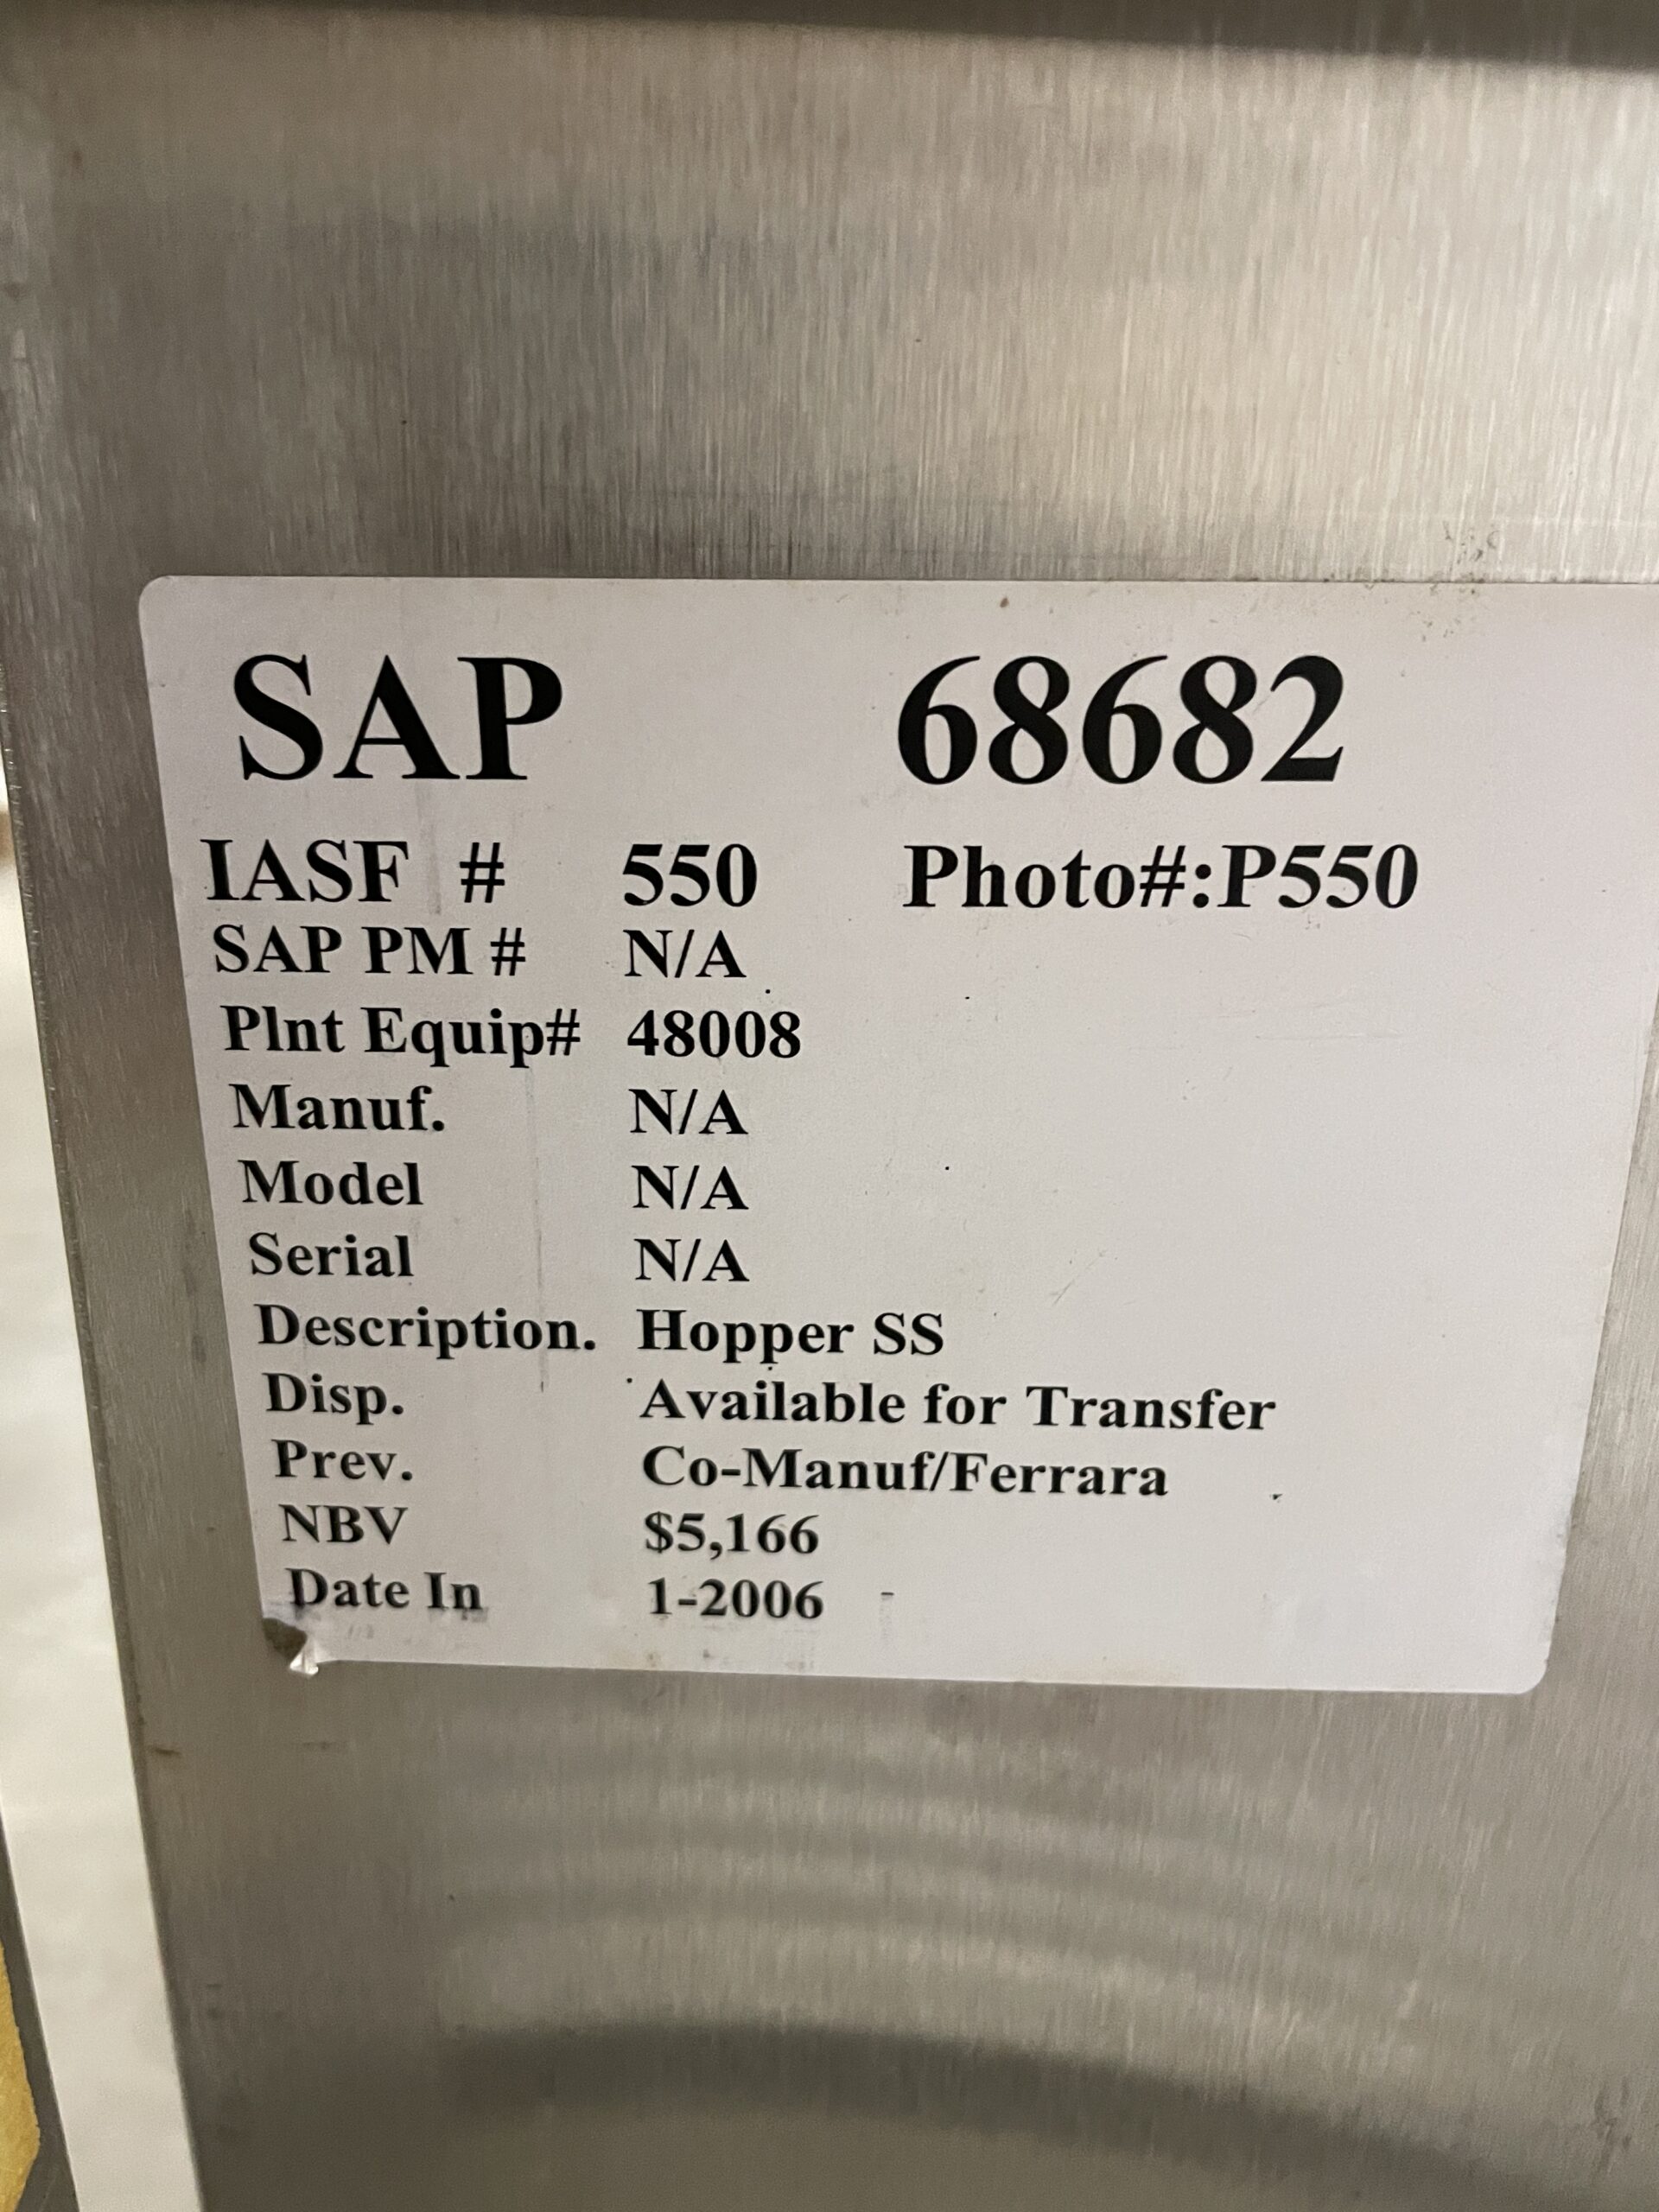 SAP 68682
IASF # 550 Photo#:P550
SAP PM # N/A
Plnt Equip# 48008
Manuf. N/A
Model N/A
Serial N/A
Description. Hopper SS
Disp. Available for Transfer
Prev. Co-Manuf/Ferrara
NBV $5,166
Date In 1-2006